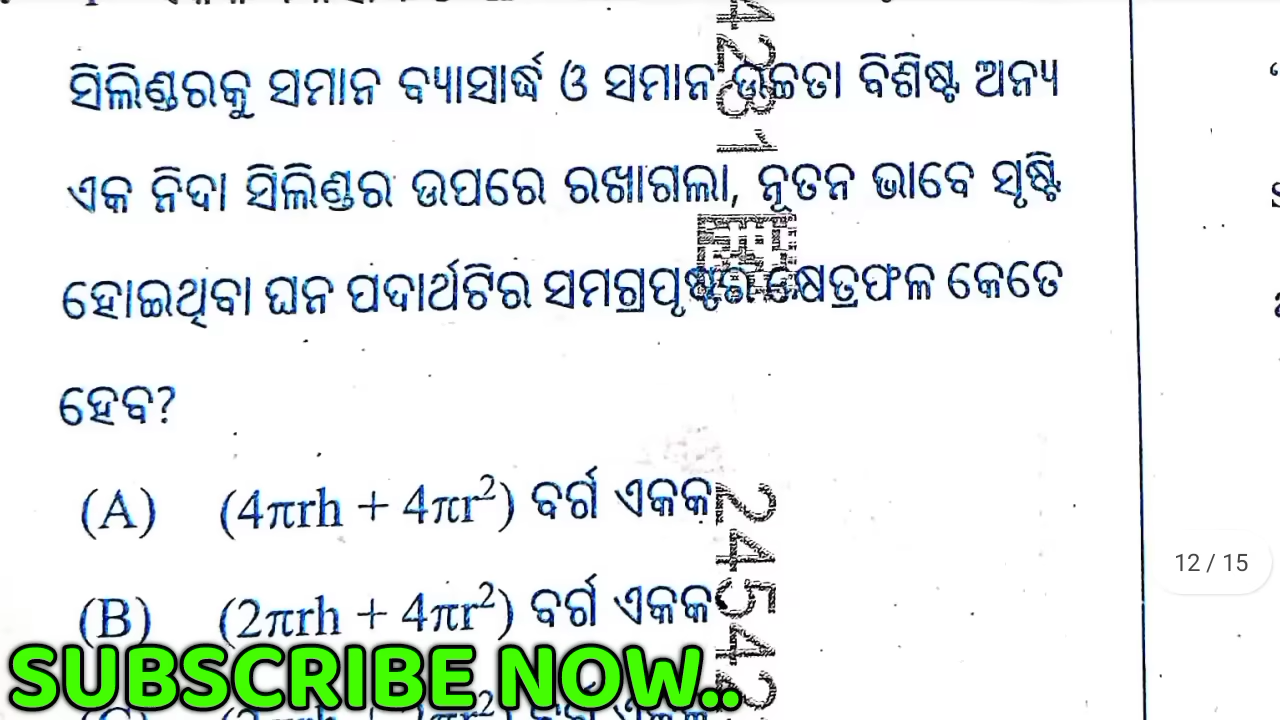 ସିଲିଣ୍ଡରକୁ ସମାନ ବ୍ୟାସାର୍ଦ୍ଧ ଓ ସମାନ ଉଚ୍ଚତା ବିଶିଷ୍ଟ ଅନ୍ୟ
ଏକ ନିଦା ସିଲିଣ୍ଡର ଉପରେ ରଖାଗଲା, ନୂତନ ଭାବେ ସୃଷ୍ଟି
ହୋଇଥିବା ଘନ ପଦାର୍ଥଟିର ସମଗ୍ରପୃଷ୍ଠର କ୍ଷେତ୍ରଫଳ କେତେ
ହେବ?
(A) (4πrh + 4πr²) ବର୍ଗ ଏକକ
(B) (2πrh + 4πr²) ବର୍ଗ ଏକକ
12 / 15
SUBSCRIBE NOW..